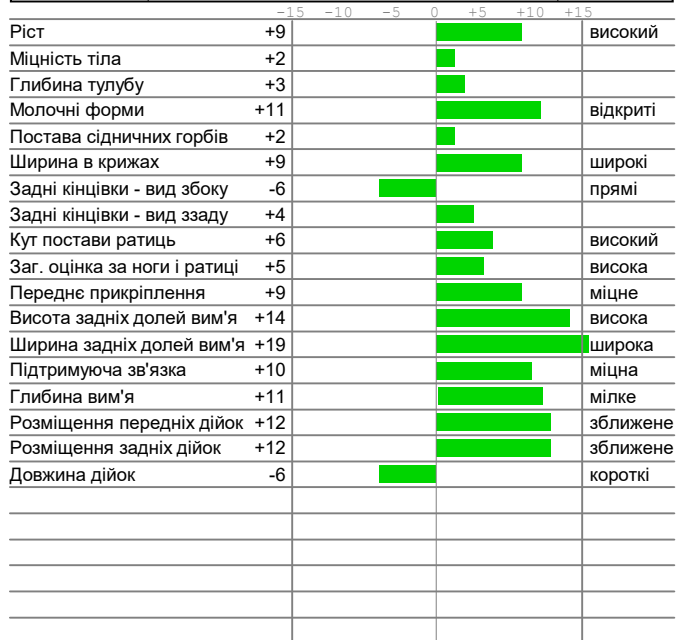 -15 -10 -5 0 +5 +10 +15
Ріст +9 високий
Міцність тіла +2
Глибина тулубу +3
Молочні форми +11 відкриті
Постава сідничних горбів +2
Ширина в крижах +9 широкі
Задні кінцівки - вид збоку -6 прямі
Задні кінцівки - вид ззаду +4
Кут постави ратиць +6 високий
Заг. оцінка за ноги і ратиці +5 висока
Переднє прикріплення +9 міцне
Висота задніх долей вим'я +14 висока
Ширина задніх долей вим'я +19 широка
Підтримуюча зв'язка +10 міцна
Глибина вим'я +11 мілке
Розміщення передніх дійок +12 зближене
Розміщення задніх дійок +12 зближене
Довжина дійок -6 короткі